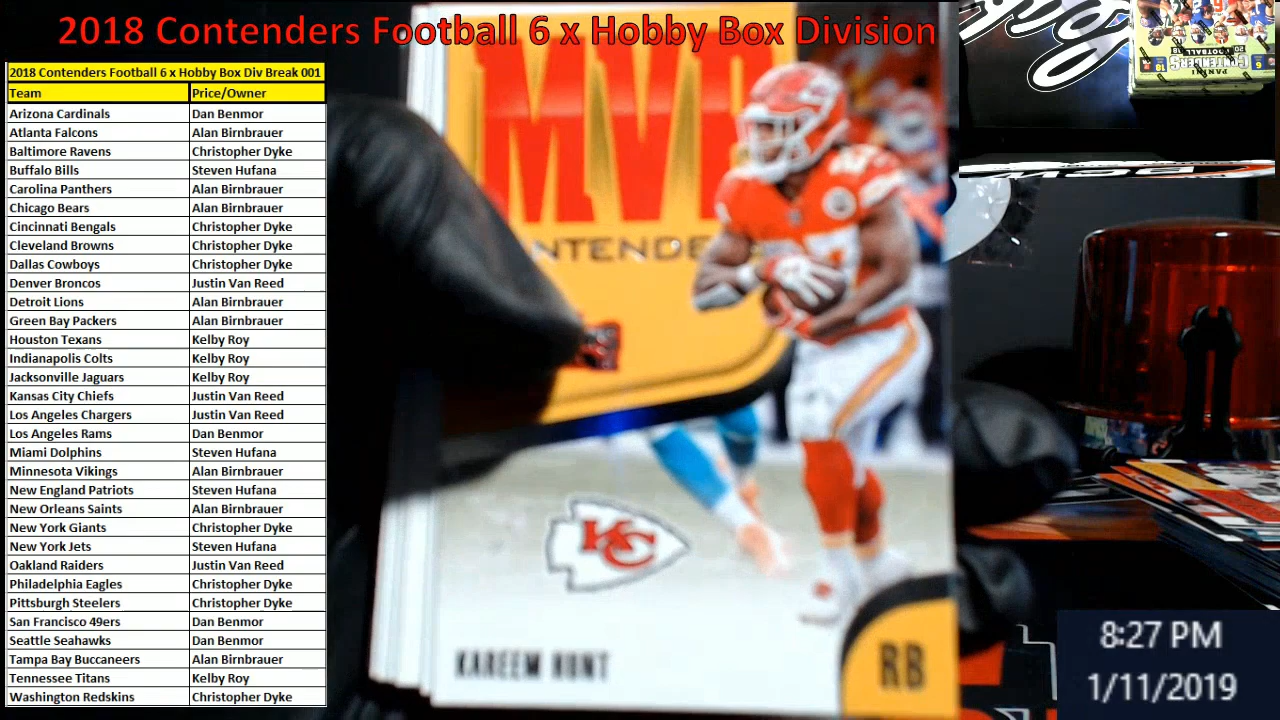 2018 Contenders Football 6 x Hobby Box Division
2018 Contenders Football 6 x Hobby Box Div Break 001
Team Price/Owner
Arizona Cardinals Dan Benmor
Atlanta Falcons Alan Birnbrauer
Baltimore Ravens Christopher Dyke
Buffalo Bills Steven Hufana
Carolina Panthers Alan Birnbrauer
Chicago Bears Alan Birnbrauer
Cincinnati Bengals Christopher Dyke
Cleveland Browns Christopher Dyke
Dallas Cowboys Christopher Dyke
Denver Broncos Justin Van Reed
Detroit Lions Alan Birnbrauer
Green Bay Packers Alan Birnbrauer
Houston Texans Kelby Roy
Indianapolis Colts Kelby Roy
Jacksonville Jaguars Kelby Roy
Kansas City Chiefs Justin Van Reed
Los Angeles Chargers Justin Van Reed
Los Angeles Rams Dan Benmor
Miami Dolphins Steven Hufana
Minnesota Vikings Alan Birnbrauer
New England Patriots Steven Hufana
New Orleans Saints Alan Birnbrauer
New York Giants Christopher Dyke
New York Jets Steven Hufana
Oakland Raiders Justin Van Reed
Philadelphia Eagles Christopher Dyke
Pittsburgh Steelers Christopher Dyke
San Francisco 49ers Dan Benmor
Seattle Seahawks Dan Benmor
Tampa Bay Buccaneers Alan Birnbrauer
Tennessee Titans Kelby Roy
Washington Redskins Christopher Dyke
MVP
CONTENDE
KC
KAREEM HUNT
RB
PANINI
CONTENDERS
8:27 PM
1/11/2019